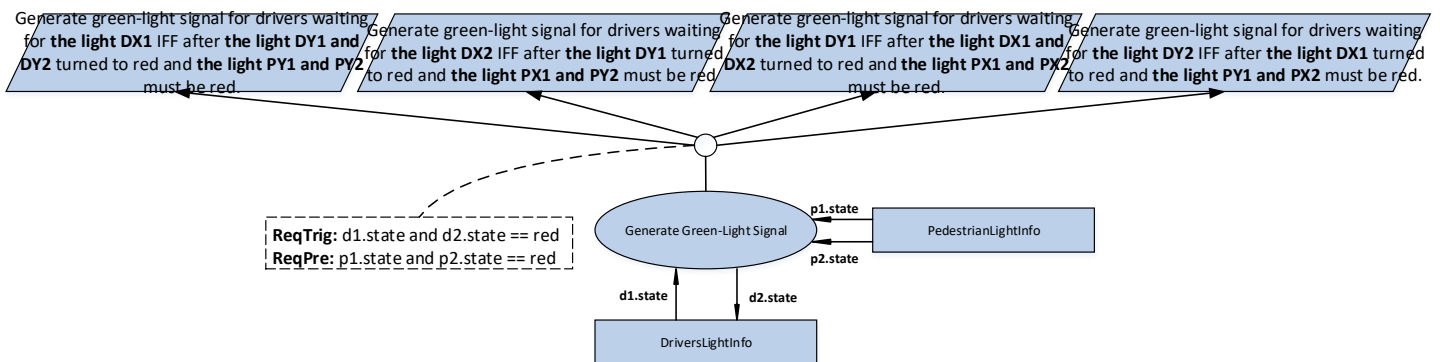 Generate green-light signal for drivers waiting
for the light DX1 IFF after the light DY1 and
DY2 turned to red and the light PY1 and PY2
must be red.
Generate green-light signal for drivers waiting
for the light DX2 IFF after the light DY1 turned
to red and the light PX1 and PY2 must be red.
Generate green-light signal for drivers waiting
for the light DY1 IFF after the light DX1 and
DX2 turned to red and the light PX1 and PX2
must be red.
Generate green-light signal for drivers waiting
for the light DY2 IFF after the light DX1 turned
to red and the light PY1 and PX2 must be red.
ReqTrig: d1.state and d2.state == red
ReqPre: p1.state and p2.state == red
Generate Green-Light Signal
p1.state
p2.state
PedestrianLightInfo
d1.state
d2.state
DriversLightInfo